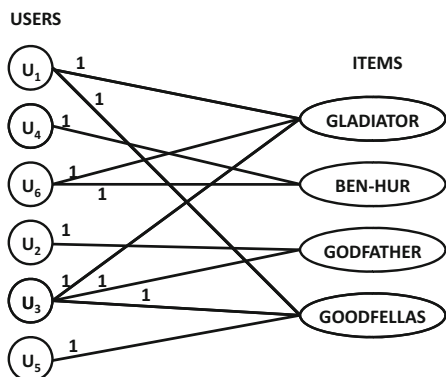 USERS
ITEMS
U1
1
1
GLADIATOR
U4
1
U6
1
1
BEN-HUR
U2
1
GODFATHER
U3
1
1
1
GOODFELLAS
U5
1